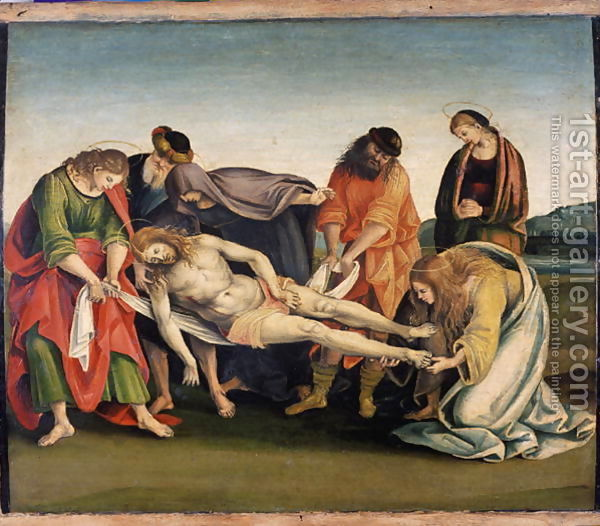 1st-art-gallery.com
This watermark does not appear on the painting